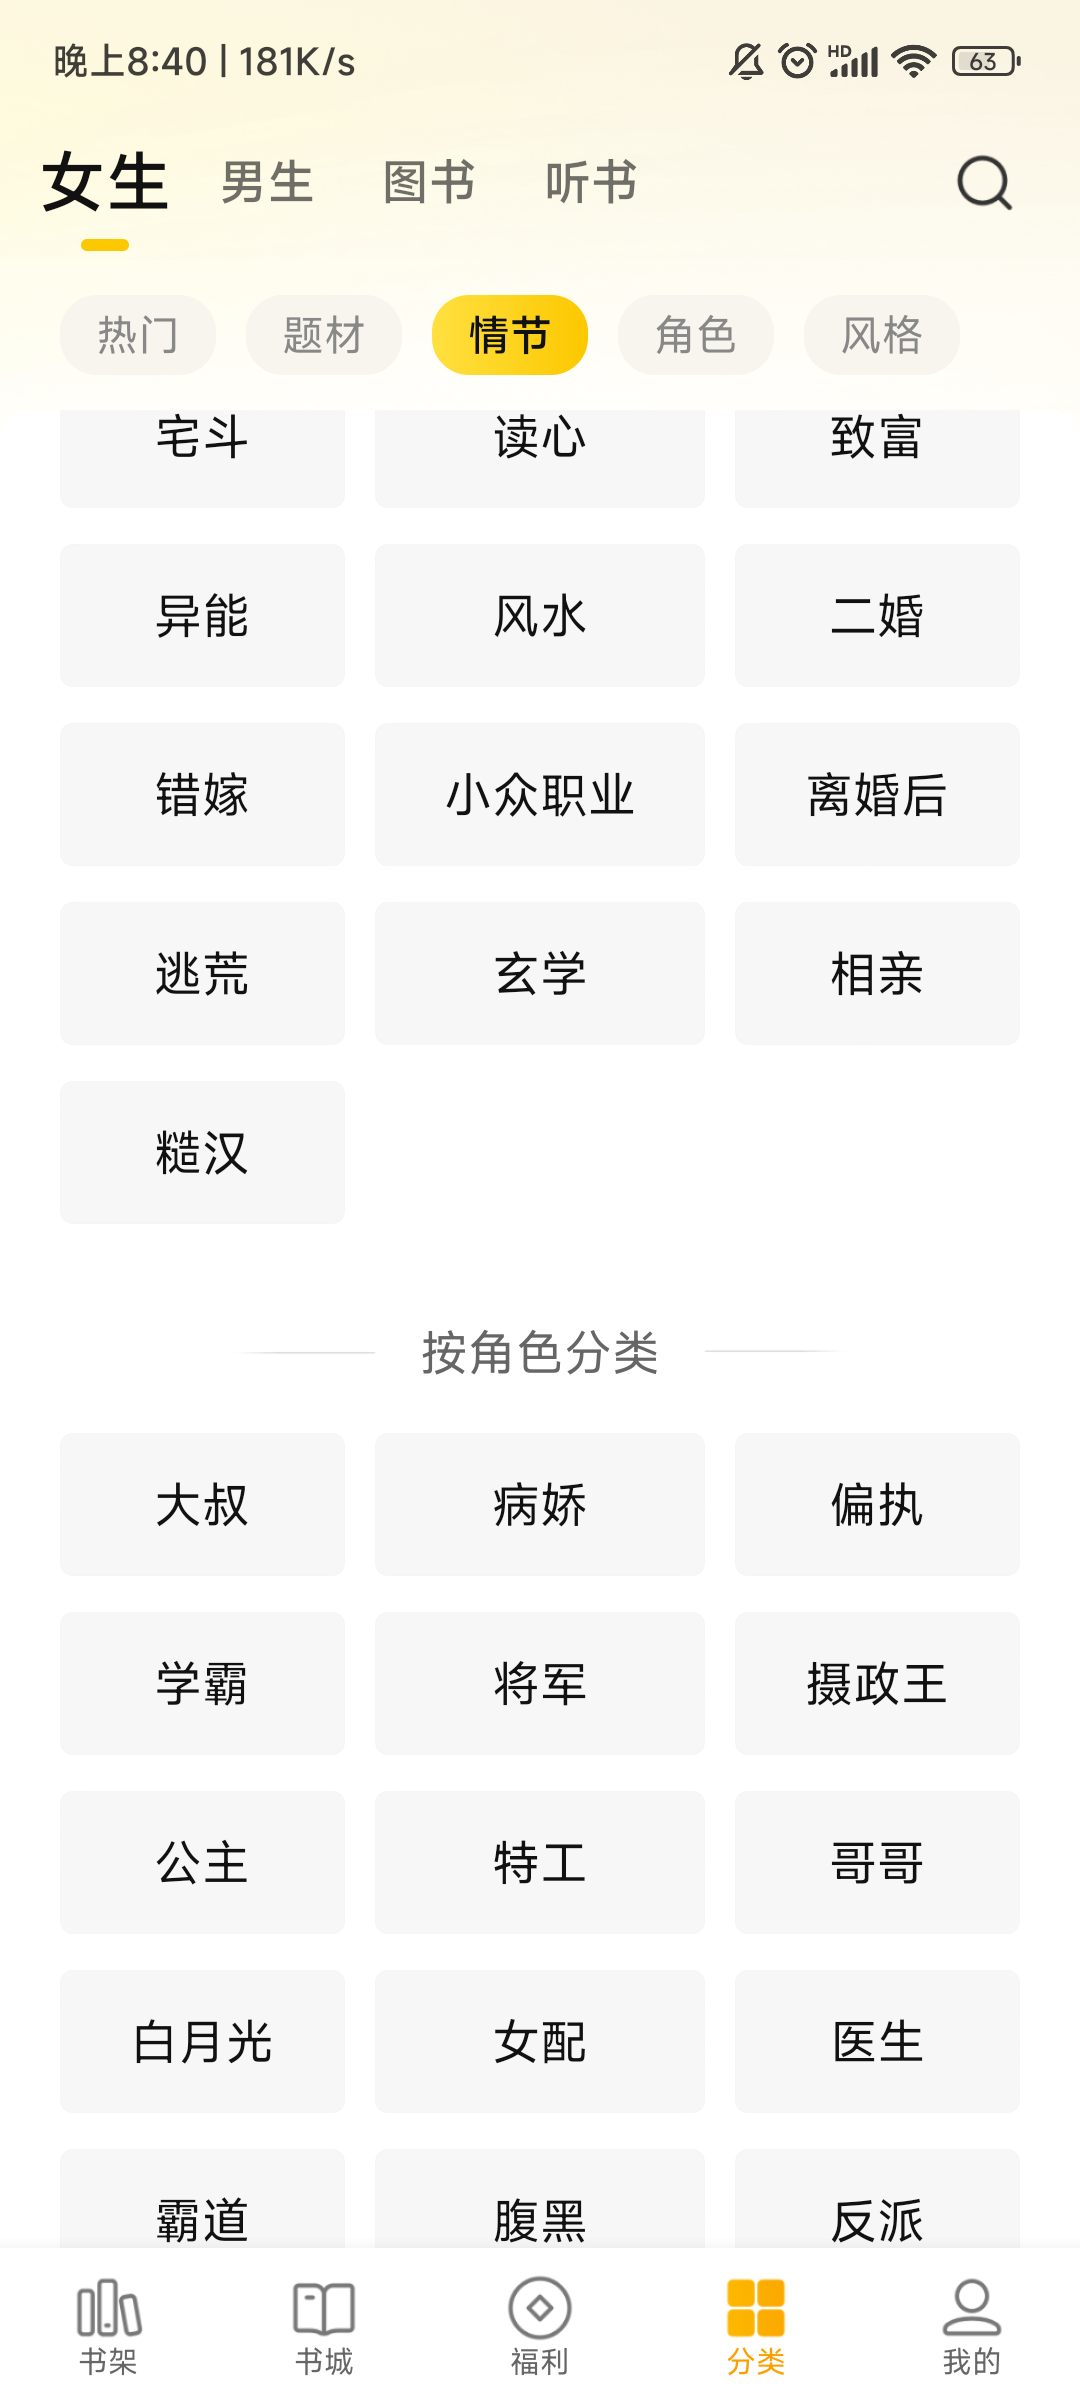 晚上8:40 | 181K/s HD 63
女生 男生 图书 听书
热门 题材 情节 角色 风格
宅斗 读心 致富
异能 风水 二婚
错嫁 小众职业 离婚后
逃荒 玄学 相亲
糙汉
按角色分类
大叔 病娇 偏执
学霸 将军 摄政王
公主 特工 哥哥
白月光 女配 医生
霸道 腹黑 反派
书架 书城 福利 分类 我的